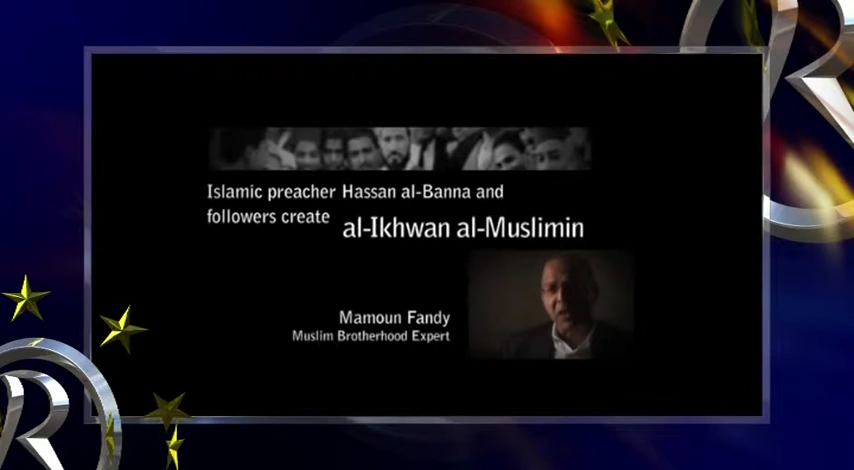 Islamic preacher Hassan al-Banna and
followers create al-Ikhwan al-Muslimin
Mamoun Fandy
Muslim Brotherhood Expert
R
R